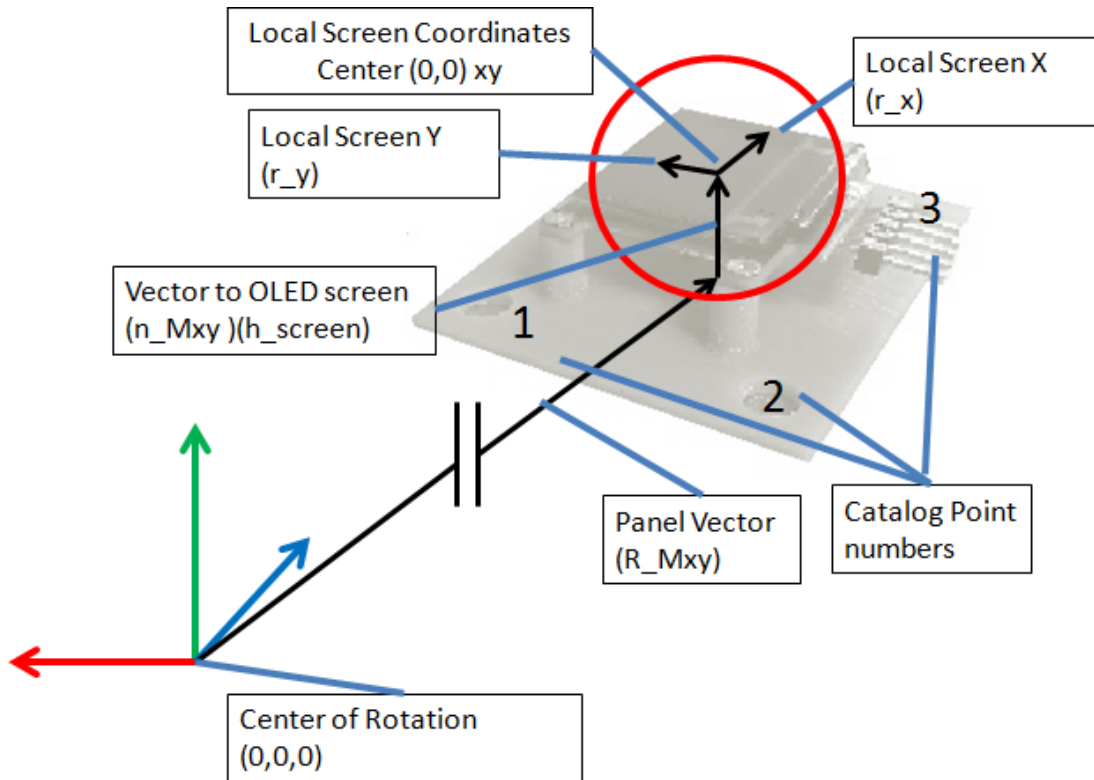 Local Screen Coordinates
Center (0,0) xy
Local Screen X
(r_x)
Local Screen Y
(r_y)
3
Vector to OLED screen
(n_Mxy )(h_screen)
1
2
Panel Vector
(R_Mxy)
Catalog Point
numbers
Center of Rotation
(0,0,0)